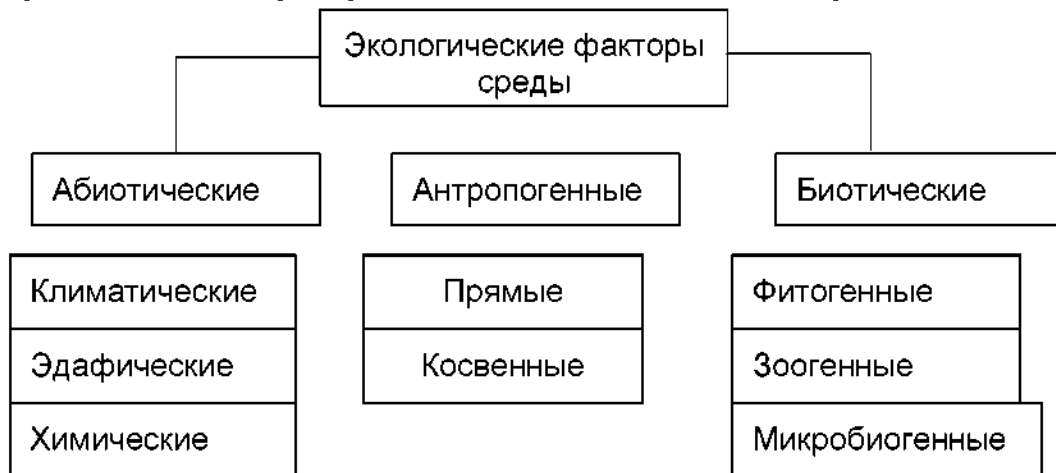 Экологические факторы
среды
Абиотические
Антропогенные
Биотические
Климатические
Прямые
Фитогенные
Эдафические
Косвенные
Зоогенные
Химические
Микробиогенные